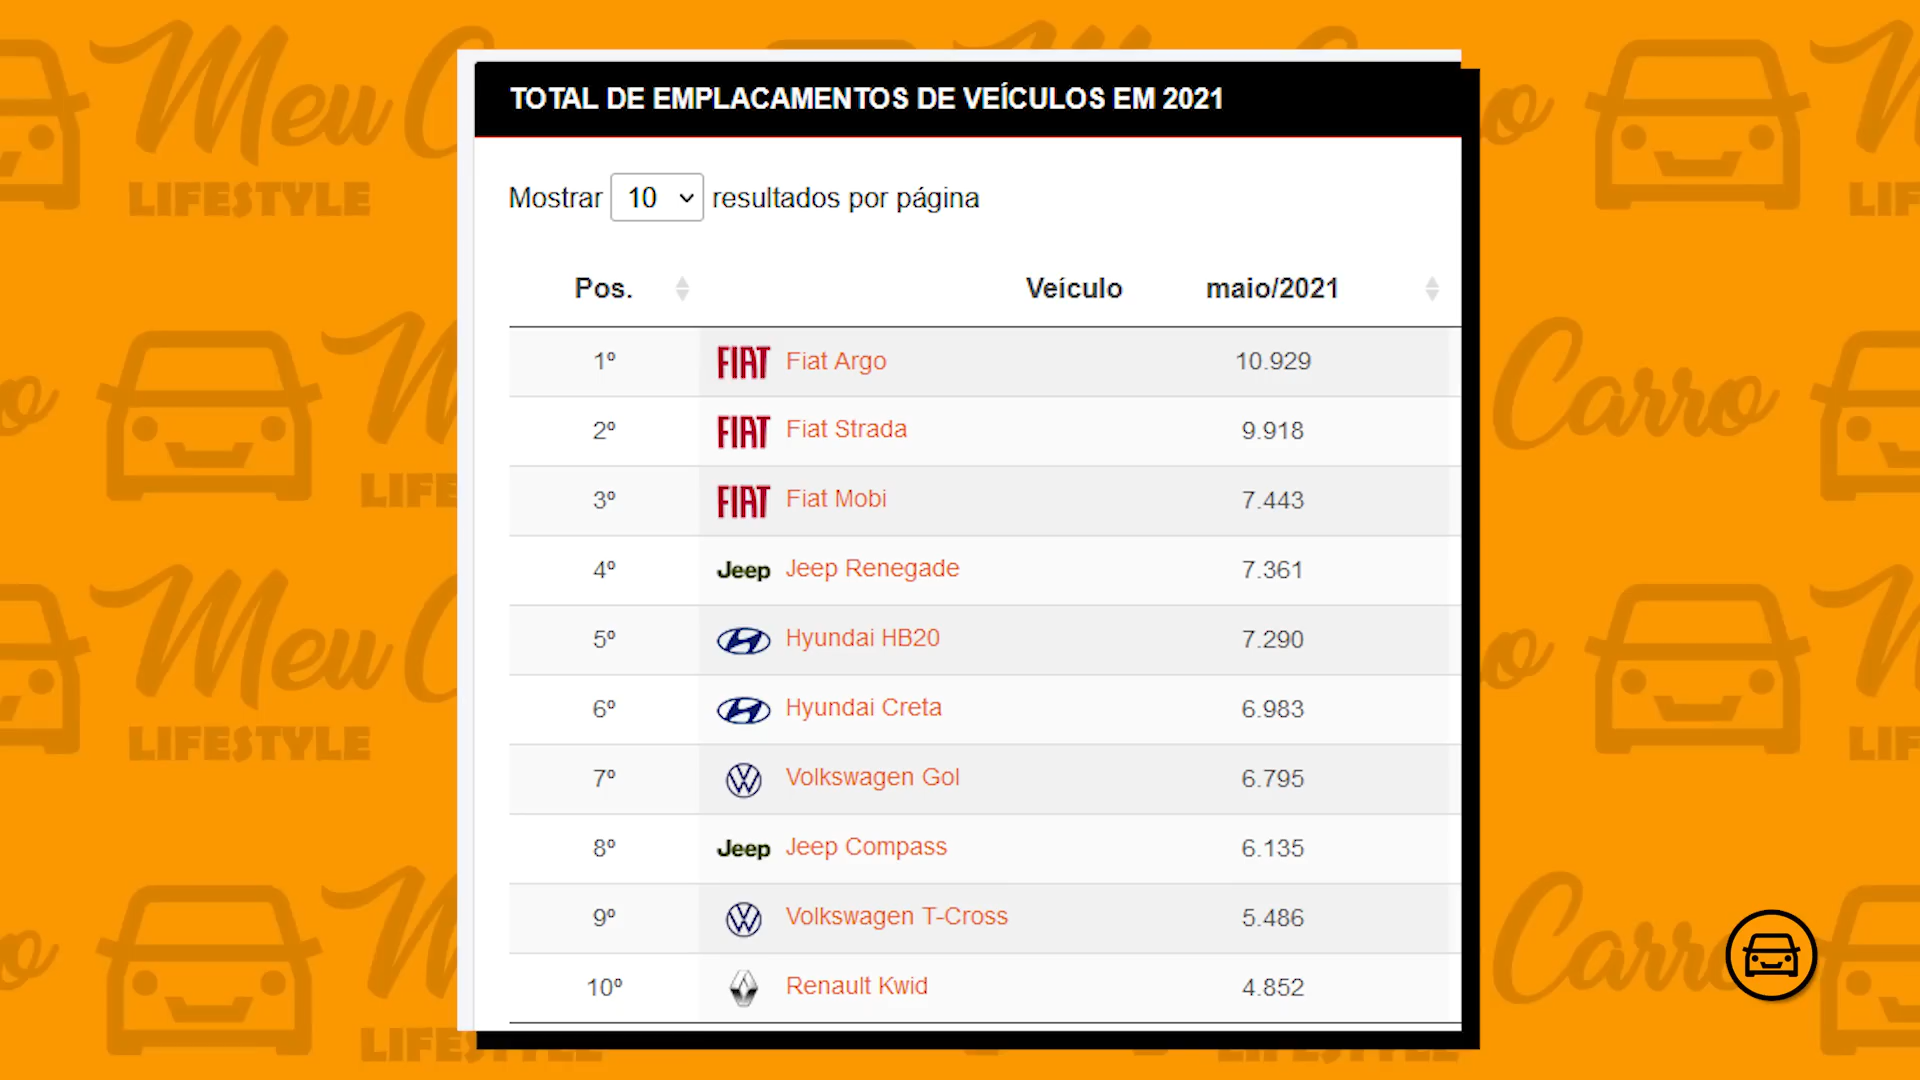 TOTAL DE EMPLACAMENTOS DE VEÍCULOS EM 2021
Mostrar 10 resultados por página
Pos. Veículo maio/2021
1º FIAT Fiat Argo 10.929
2º FIAT Fiat Strada 9.918
3º FIAT Fiat Mobi 7.443
4º Jeep Jeep Renegade 7.361
5º Hyundai HB20 7.290
6º Hyundai Creta 6.983
7º Volkswagen Gol 6.795
8º Jeep Jeep Compass 6.135
9º Volkswagen T-Cross 5.486
10º Renault Kwid 4.852
Meu
LIFESTYLE
Carro
Meu
LIFESTYLE
Carro